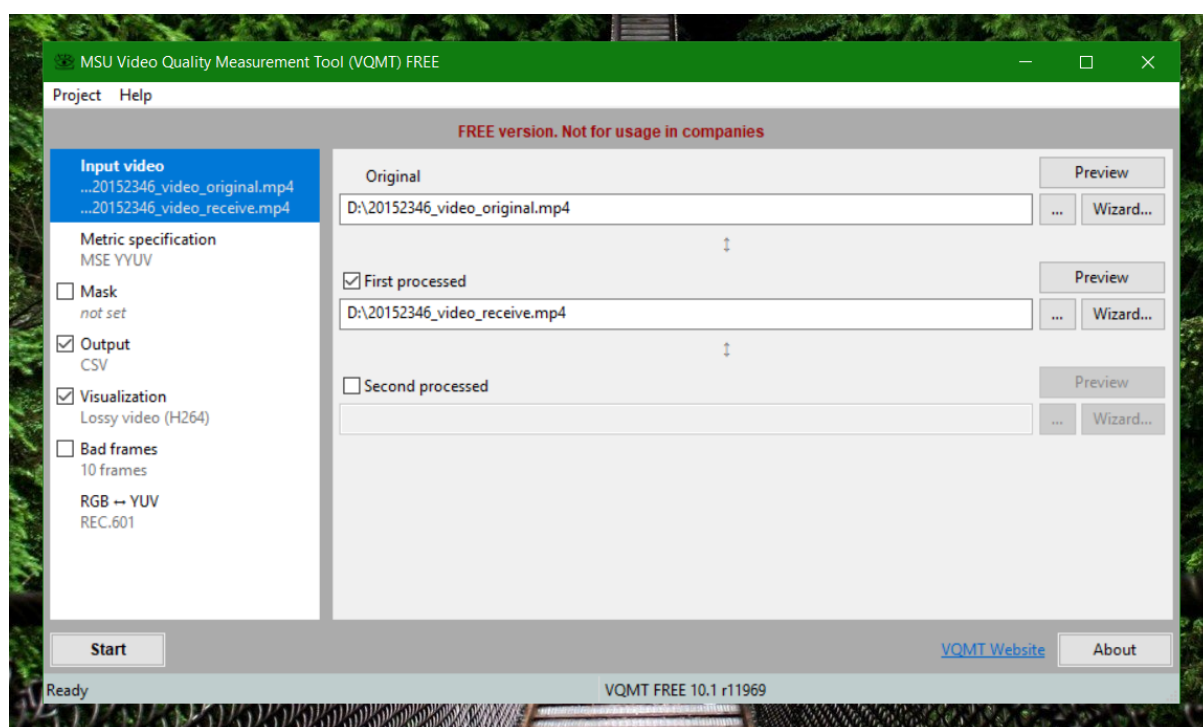 MSU Video Quality Measurement Tool (VQMT) FREE
Project Help
FREE version. Not for usage in companies
Input video
...20152346_video_original.mp4
...20152346_video_receive.mp4
Metric specification
MSE YYUV
Mask
not set
Output
CSV
Visualization
Lossy video (H264)
Bad frames
10 frames
RGB ↔ YUV
REC.601
Original
Preview
D:\20152346_video_original.mp4
... Wizard...
First processed
Preview
D:\20152346_video_receive.mp4
... Wizard...
Second processed
Preview
... Wizard...
Start
VQMT Website
About
Ready
VQMT FREE 10.1 r11969